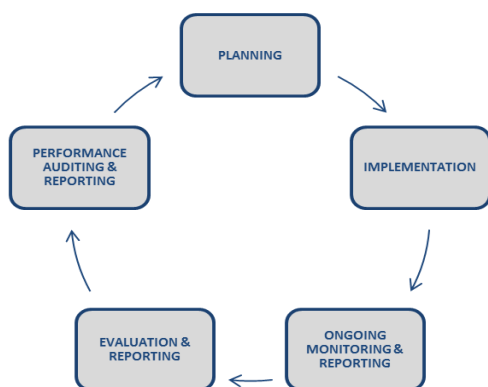 PLANNING
IMPLEMENTATION
ONGOING
MONITORING &
REPORTING
EVALUATION &
REPORTING
PERFORMANCE
AUDITING &
REPORTING